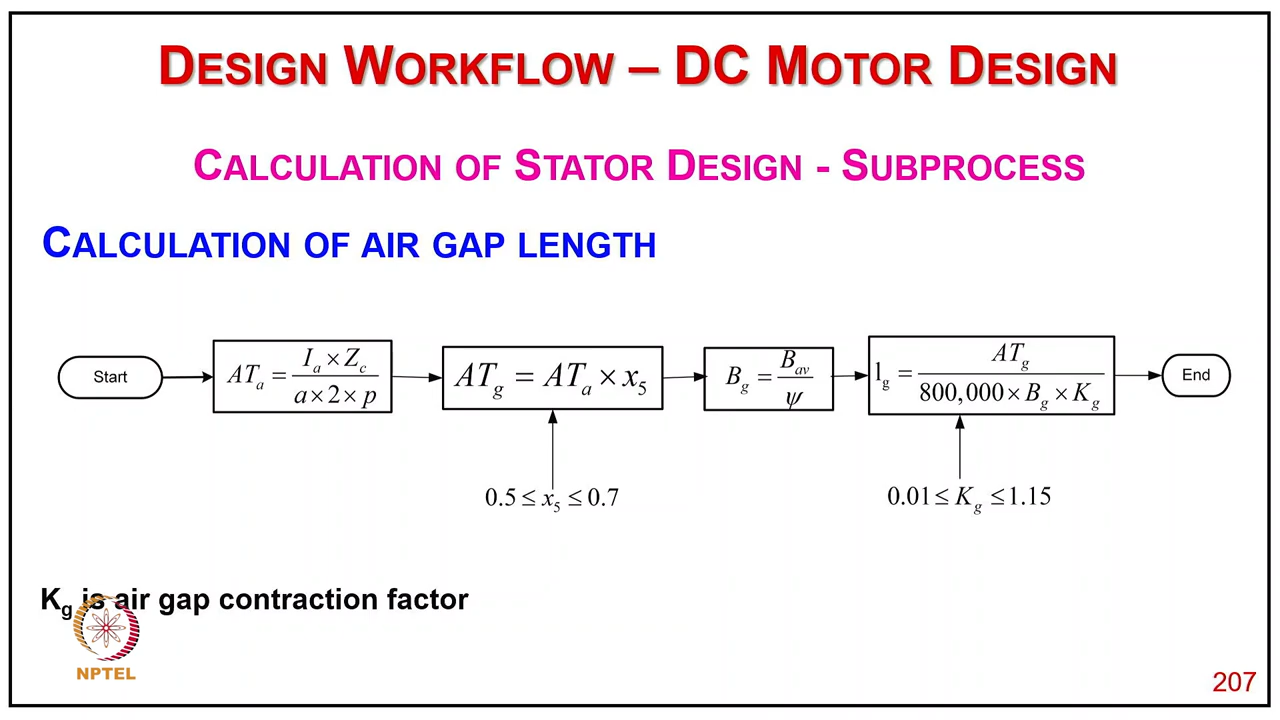 DESIGN WORKFLOW – DC MOTOR DESIGN
CALCULATION OF STATOR DESIGN - SUBPROCESS
CALCULATION OF AIR GAP LENGTH
Start
AT_a = (I_a × Z_c) / (a × 2 × p)
AT_g = AT_a × x_5
B_g = B_av / ψ
l_g = AT_g / (800,000 × B_g × K_g)
End
0.5 ≤ x_5 ≤ 0.7
0.01 ≤ K_g ≤ 1.15
K_g is air gap contraction factor
NPTEL
207